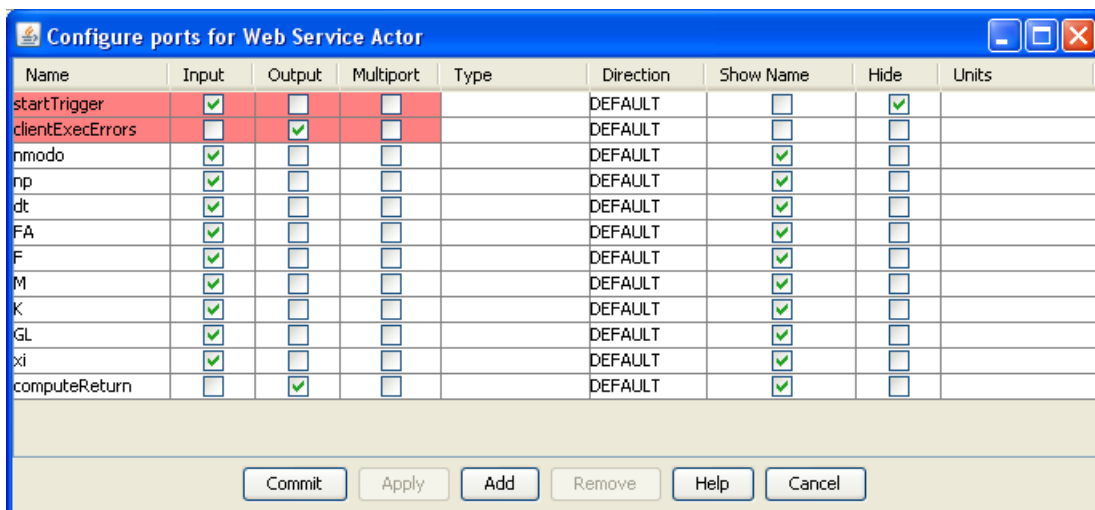 Configure ports for Web Service Actor
Name Input Output Multiport Type Direction Show Name Hide Units
startTrigger DEFAULT
clientExecErrors DEFAULT
nmodo DEFAULT
np DEFAULT
dt DEFAULT
FA DEFAULT
F DEFAULT
M DEFAULT
K DEFAULT
GL DEFAULT
xi DEFAULT
computeReturn DEFAULT
Commit Apply Add Remove Help Cancel